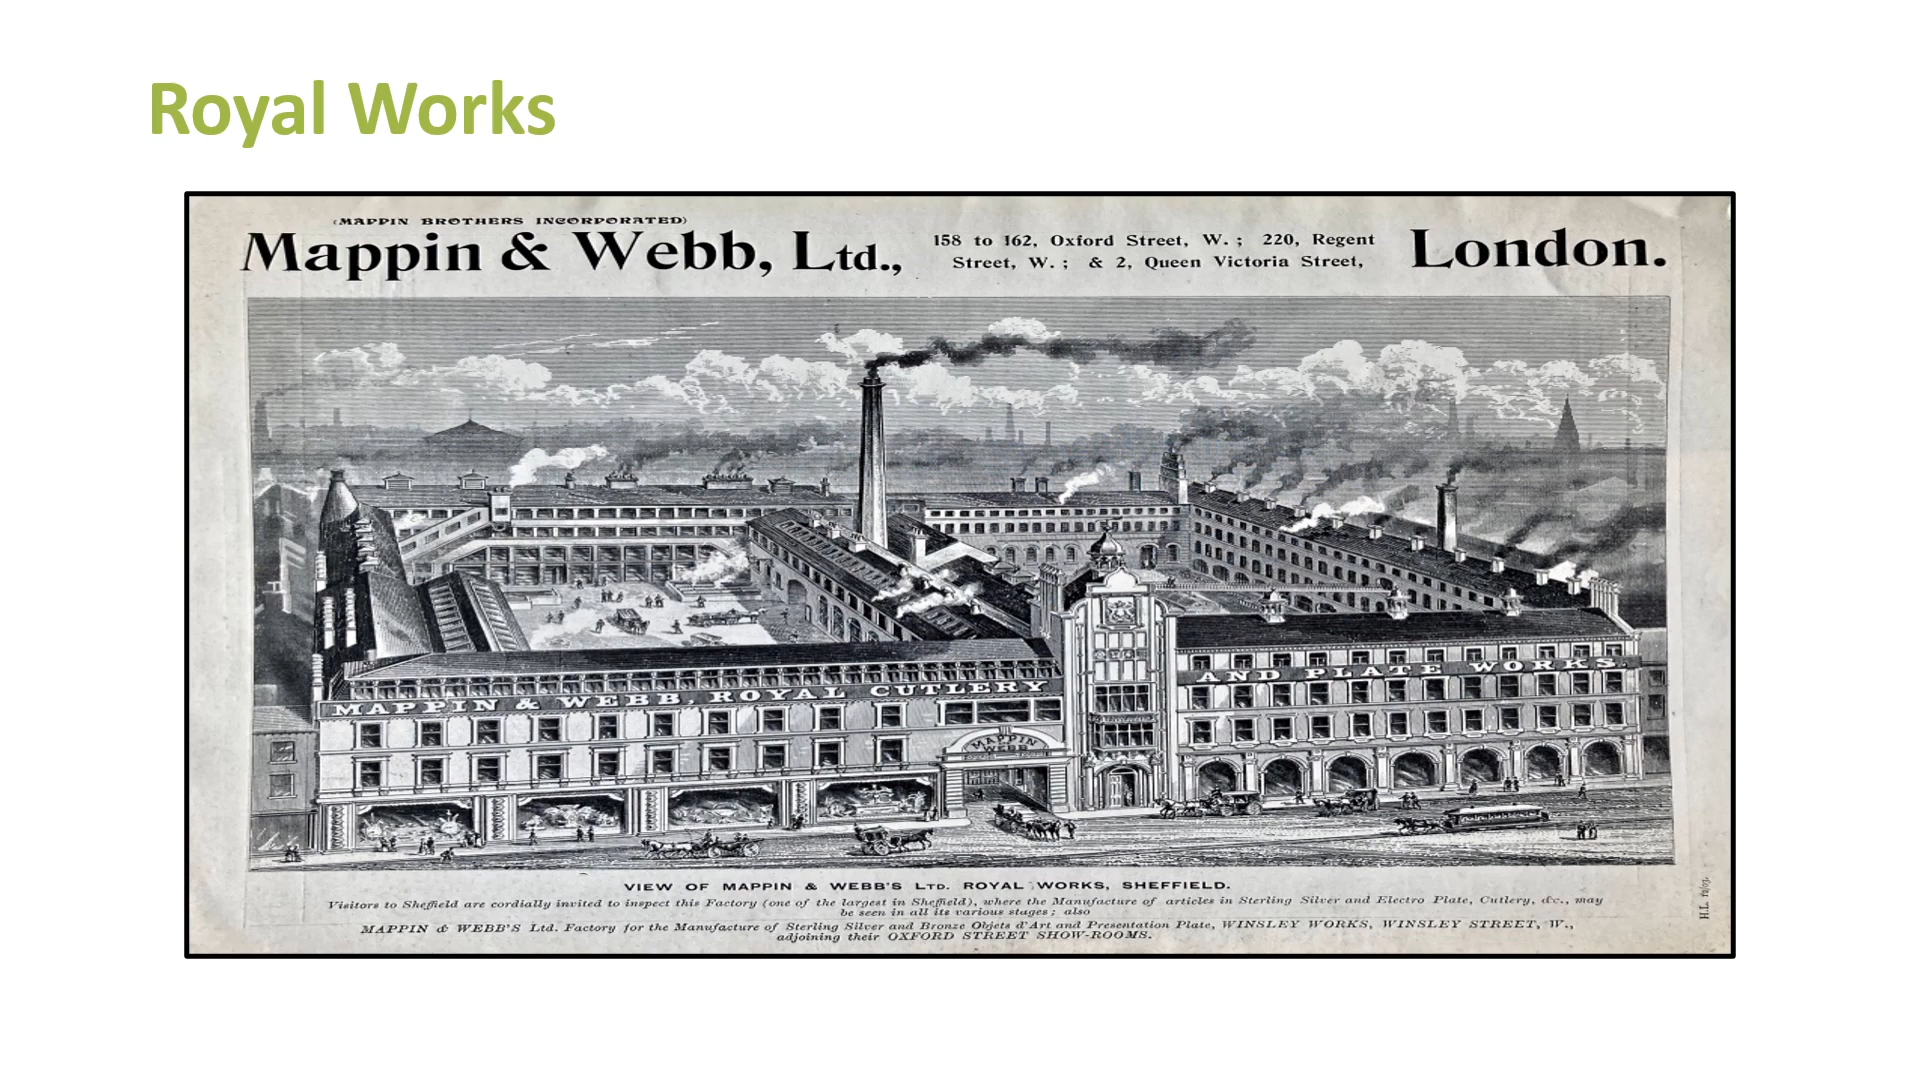 Royal Works
(MAPPIN BROTHERS INCORPORATED)
Mappin & Webb, Ltd.,
158 to 162, Oxford Street, W. ; 220, Regent
Street, W. ; & 2, Queen Victoria Street,
London.
MAPPIN & WEBB, ROYAL CUTLERY
AND PLATE WORKS.
MAPPIN
WEBB
VIEW OF MAPPIN & WEBB'S LTD. ROYAL WORKS, SHEFFIELD.
Visitors to Sheffield are cordially invited to inspect this Factory (one of the largest in Sheffield), where the Manufacture of articles in Sterling Silver and Electro Plate, Cutlery, &c., may
be seen in all its various stages ; also
MAPPIN & WEBB'S Ltd. Factory for the Manufacture of Sterling Silver and Bronze Objets d'Art and Presentation Plate, WINSLEY WORKS, WINSLEY STREET, W.,
adjoining their OXFORD STREET SHOW-ROOMS.
H.L.